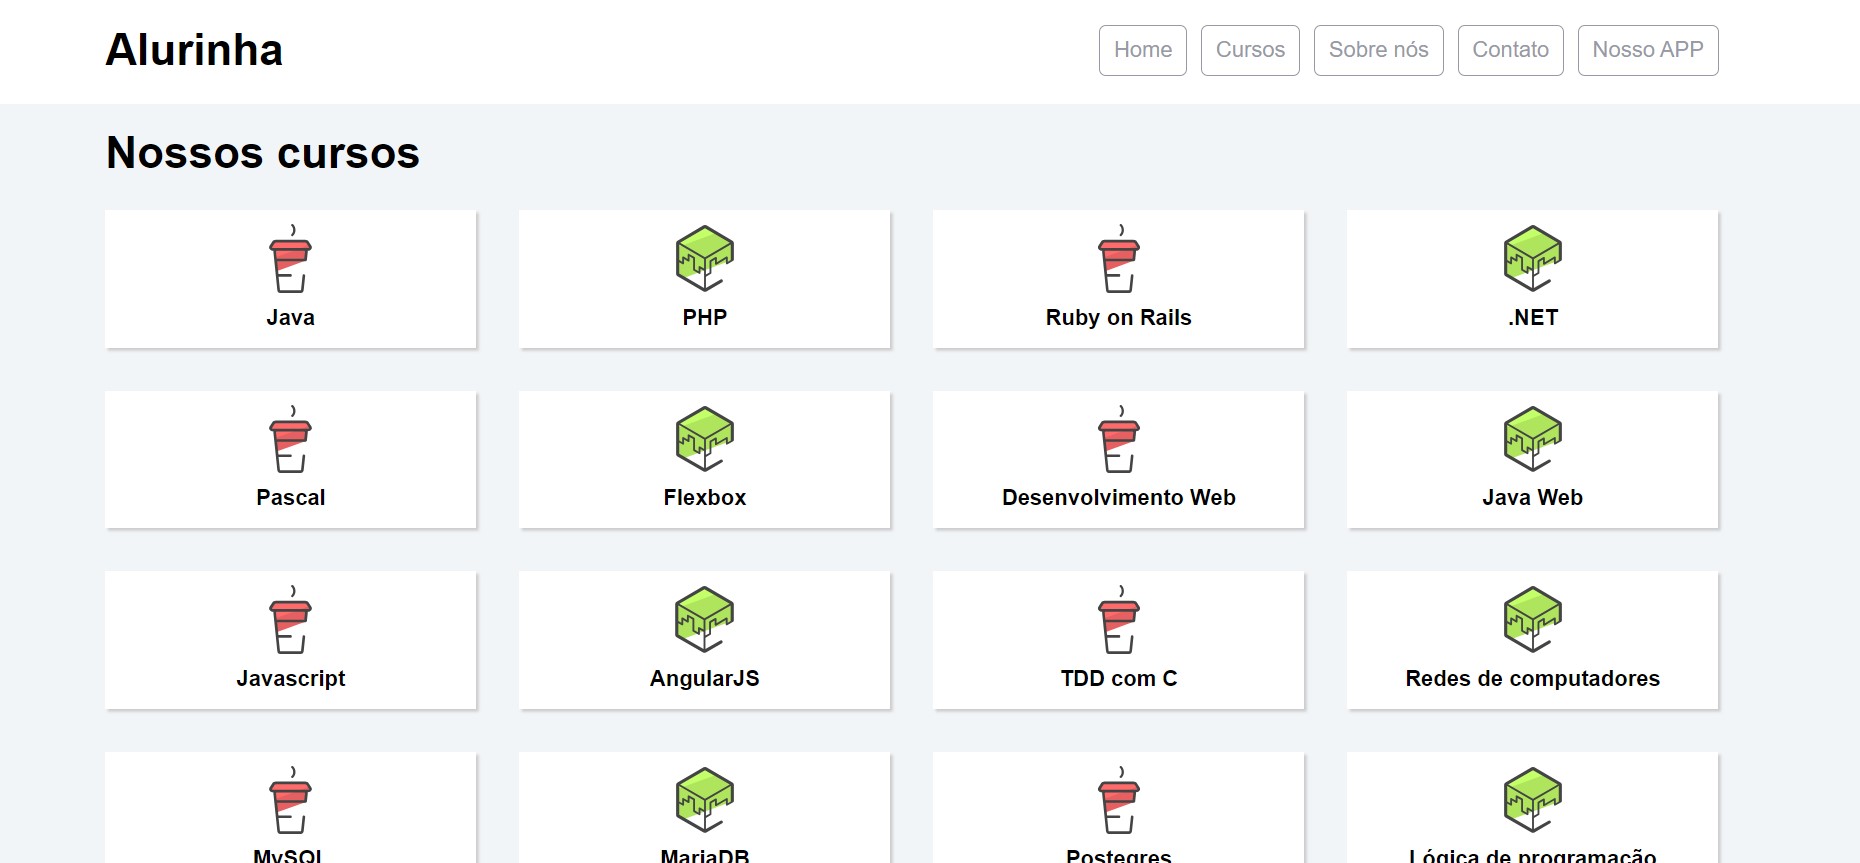 Alurinha
Home Cursos Sobre nós Contato Nosso APP
Nossos cursos
Java PHP Ruby on Rails .NET
Pascal Flexbox Desenvolvimento Web Java Web
Javascript AngularJS TDD com C Redes de computadores
MySQL MariaDB Postegres Lógica de programação